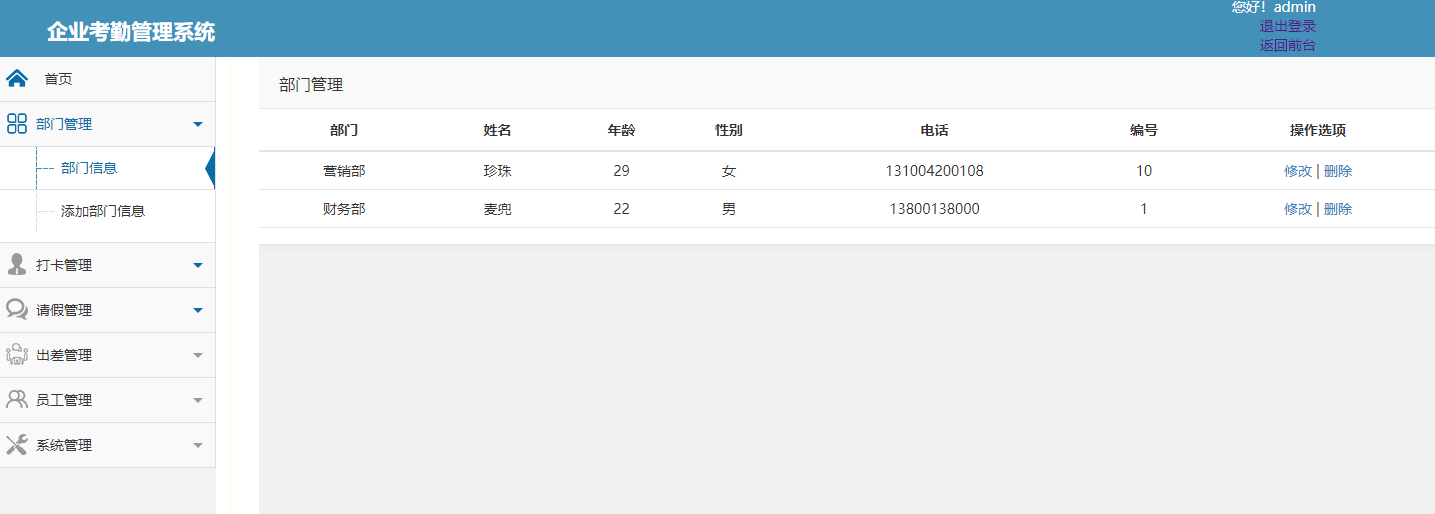 企业考勤管理系统
您好！admin
退出登录
返回前台
首页
部门管理
部门信息
添加部门信息
打卡管理
请假管理
出差管理
员工管理
系统管理
部门管理
部门 姓名 年龄 性别 电话 编号 操作选项
营销部 珍珠 29 女 131004200108 10 修改 | 删除
财务部 麦兜 22 男 13800138000 1 修改 | 删除